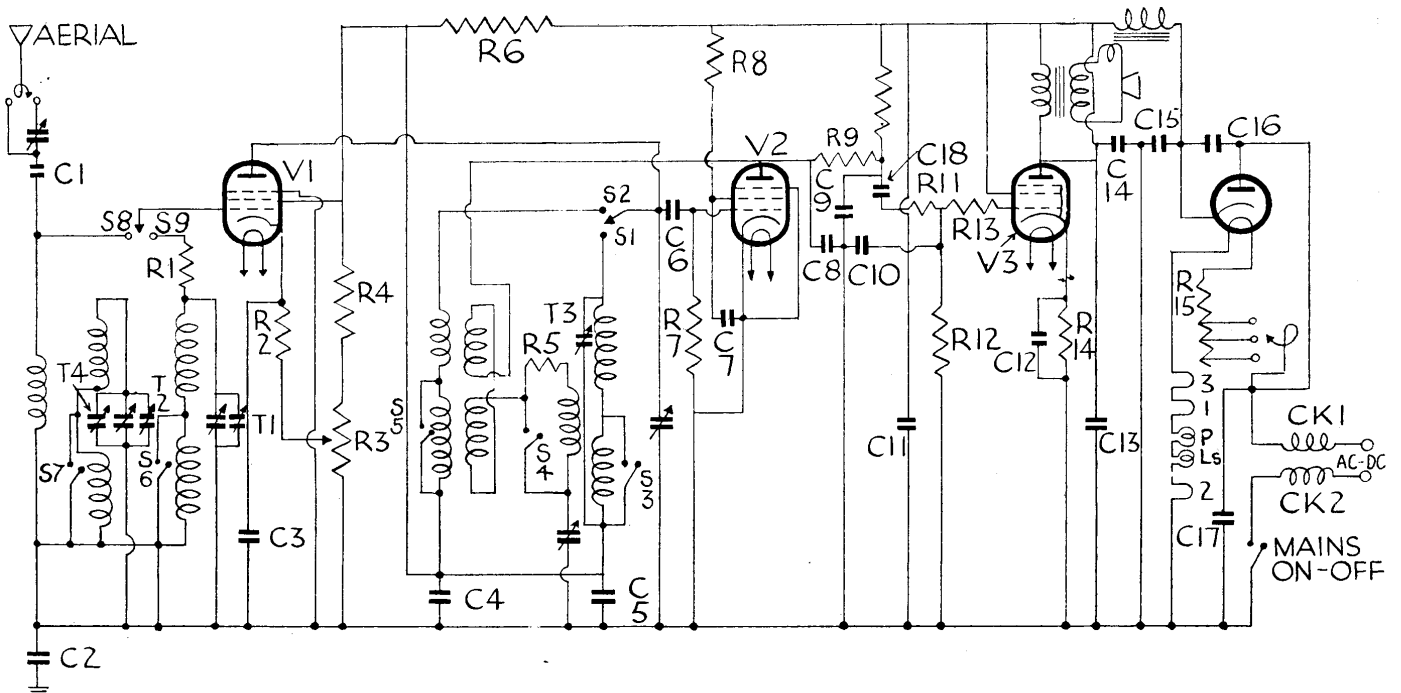 AERIAL
C1
S8
S9
R1
V1
R2
R3
R4
R6
T4
T2
T1
S7
S6
C3
C2
S5
C4
R5
S4
T3
S2
S1
S3
C5
C6
R7
C7
R8
V2
R9
C9
C18
C8
C10
R11
R13
V3
R12
C11
C12
R14
C13
C14
C15
C16
R15
3
1
P
Ls
2
C17
CK1
AC-DC
CK2
MAINS
ON-OFF